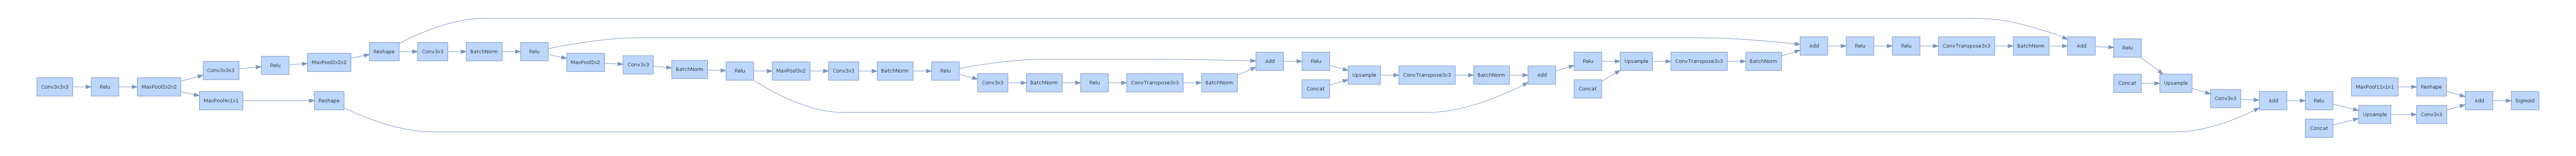 Conv3x3x3
Relu
MaxPool2x2x2
Conv3x3x3
Relu
MaxPool2x2x2
Reshape
Conv3x3
BatchNorm
Relu
MaxPool4x1x1
Reshape
MaxPool2x2
Conv3x3
BatchNorm
Relu
MaxPool3x2
Conv3x3
BatchNorm
Relu
Conv3x3
BatchNorm
Relu
ConvTranspose3x3
BatchNorm
Add
Relu
Concat
Upsample
ConvTranspose3x3
BatchNorm
Add
Relu
Concat
Upsample
ConvTranspose3x3
BatchNorm
Add
Relu
Relu
ConvTranspose3x3
BatchNorm
Add
Relu
Concat
Upsample
Conv3x3
Add
Relu
Concat
Upsample
Conv3x3
MaxPool11x1x1
Reshape
Add
Sigmoid